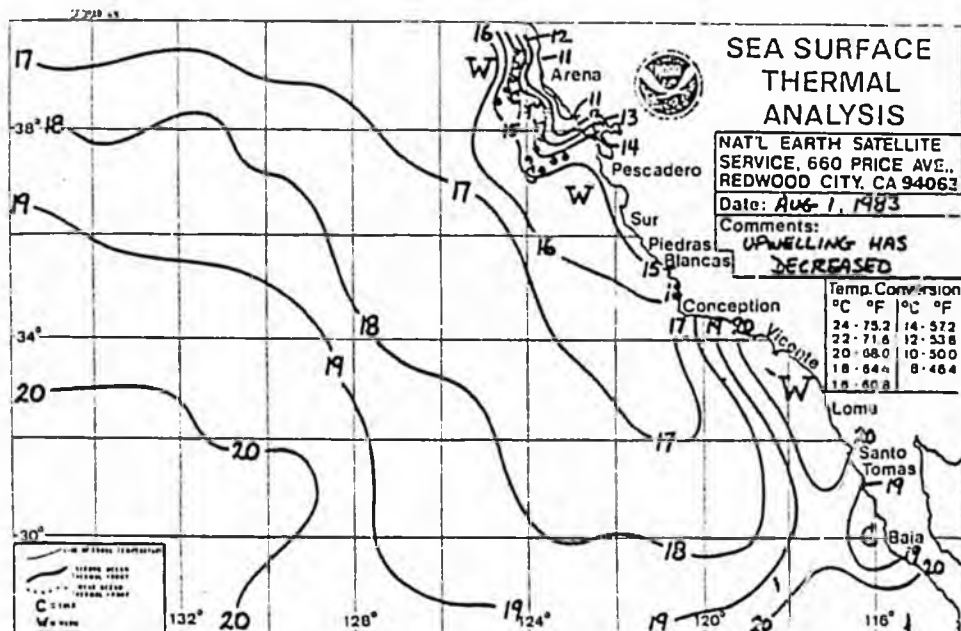 SEA SURFACE
THERMAL
ANALYSIS
NAT'L EARTH SATELLITE
SERVICE, 660 PRICE AVE.,
REDWOOD CITY, CA 94063
Date: AUG 1, 1983
Comments:
UPWELLING HAS
DECREASED
Temp. Conversion
°C °F °C °F
24 - 75.2 14 - 57.2
22 - 71.6 12 - 53.6
20 - 68.0 10 - 50.0
18 - 64.4 8 - 46.4
16 - 60.8
17
16
12
11
W
Arena
11
13
14
38°
18
15
Pescadero
17
W
19
Sur
16
Piedras
Blancas
15
Conception
17 19 20
Viconte
34°
18
19
W
20
Loma
17
20
20
Santo
Tomas
19
30°
C
Baia
18
19
20
C
W
132°
20
128°
19
124°
19
120°
20
116°